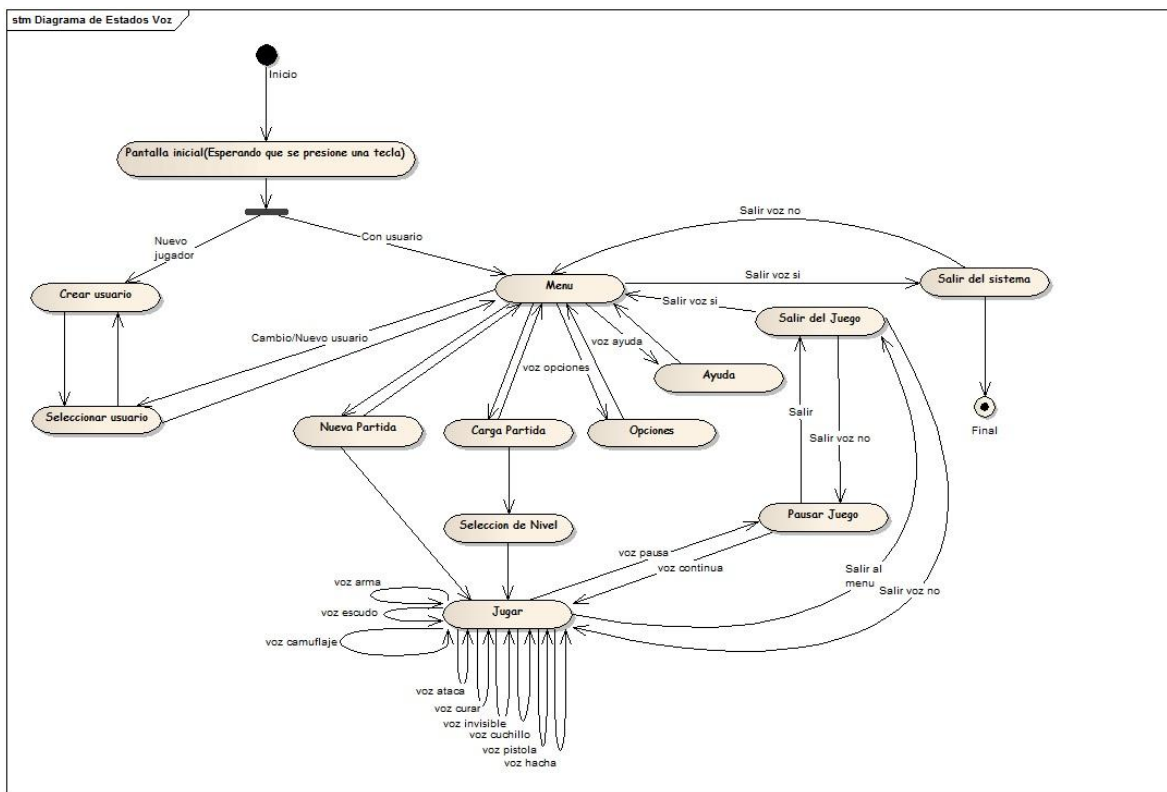 stm Diagrama de Estados Voz
Inicio
Pantalla inicial(Esperando que se presione una tecla)
Nuevo
jugador
Con usuario
Salir voz no
Crear usuario
Menu
Salir voz si
Salir del sistema
Salir voz si
Salir del Juego
Cambio/Nuevo usuario
voz ayuda
voz opciones
Ayuda
Seleccionar usuario
Nueva Partida
Carga Partida
Opciones
Salir
Salir voz no
Final
Seleccion de Nivel
Pausar Juego
voz pausa
voz continua
Salir al
menu
Salir voz no
voz arma
voz escudo
voz camuflaje
Jugar
voz ataca
voz curar
voz invisible
voz cuchillo
voz pistola
voz hacha